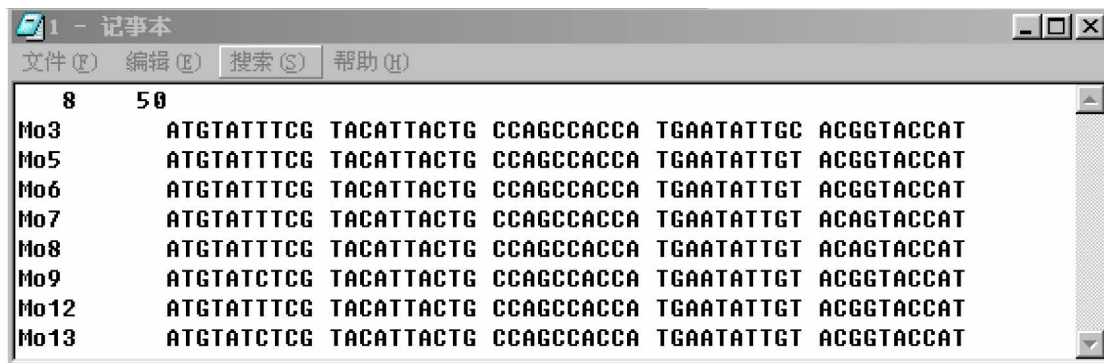 1 - 记事本
文件(F) 编辑(E) 搜索(S) 帮助(H)
8 50
Mo3 ATGTATTTCG TACATTACTG CCAGCCACCA TGAATATTGC ACGGTACCAT
Mo5 ATGTATTTCG TACATTACTG CCAGCCACCA TGAATATTGT ACGGTACCAT
Mo6 ATGTATTTCG TACATTACTG CCAGCCACCA TGAATATTGT ACGGTACCAT
Mo7 ATGTATTTCG TACATTACTG CCAGCCACCA TGAATATTGT ACAGTACCAT
Mo8 ATGTATTTCG TACATTACTG CCAGCCACCA TGAATATTGT ACAGTACCAT
Mo9 ATGTATCTCG TACATTACTG CCAGCCACCA TGAATATTGT ACGGTACCAT
Mo12 ATGTATTTCG TACATTACTG CCAGCCACCA TGAATATTGT ACGGTACCAT
Mo13 ATGTATCTCG TACATTACTG CCAGCCACCA TGAATATTGT ACGGTACCAT